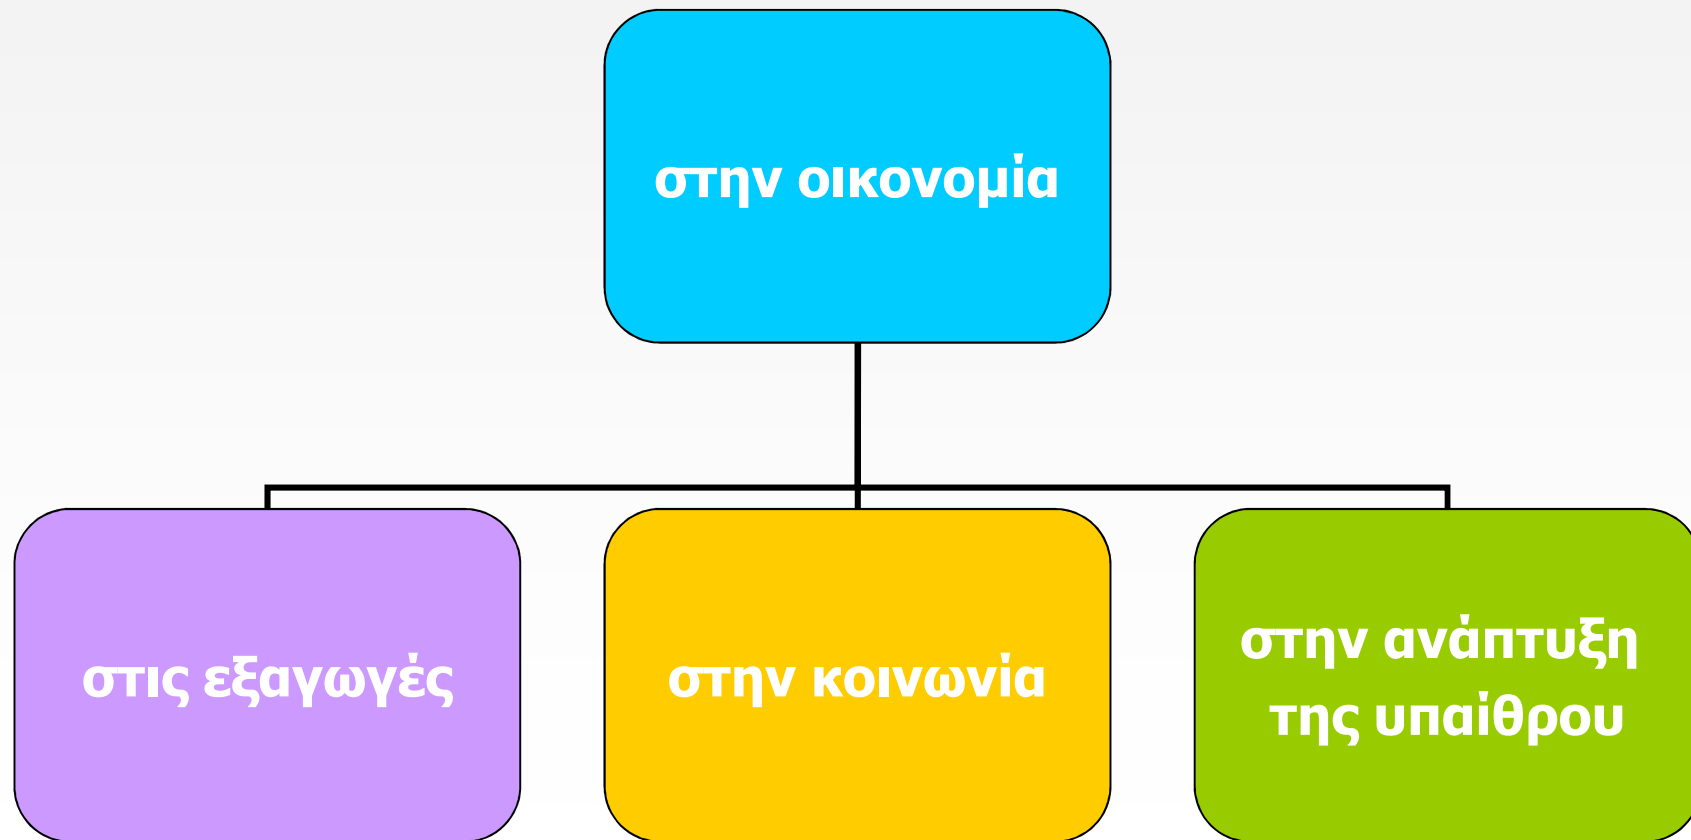 στην οικονομία
στις εξαγωγές
στην κοινωνία
στην ανάπτυξη
της υπαίθρου